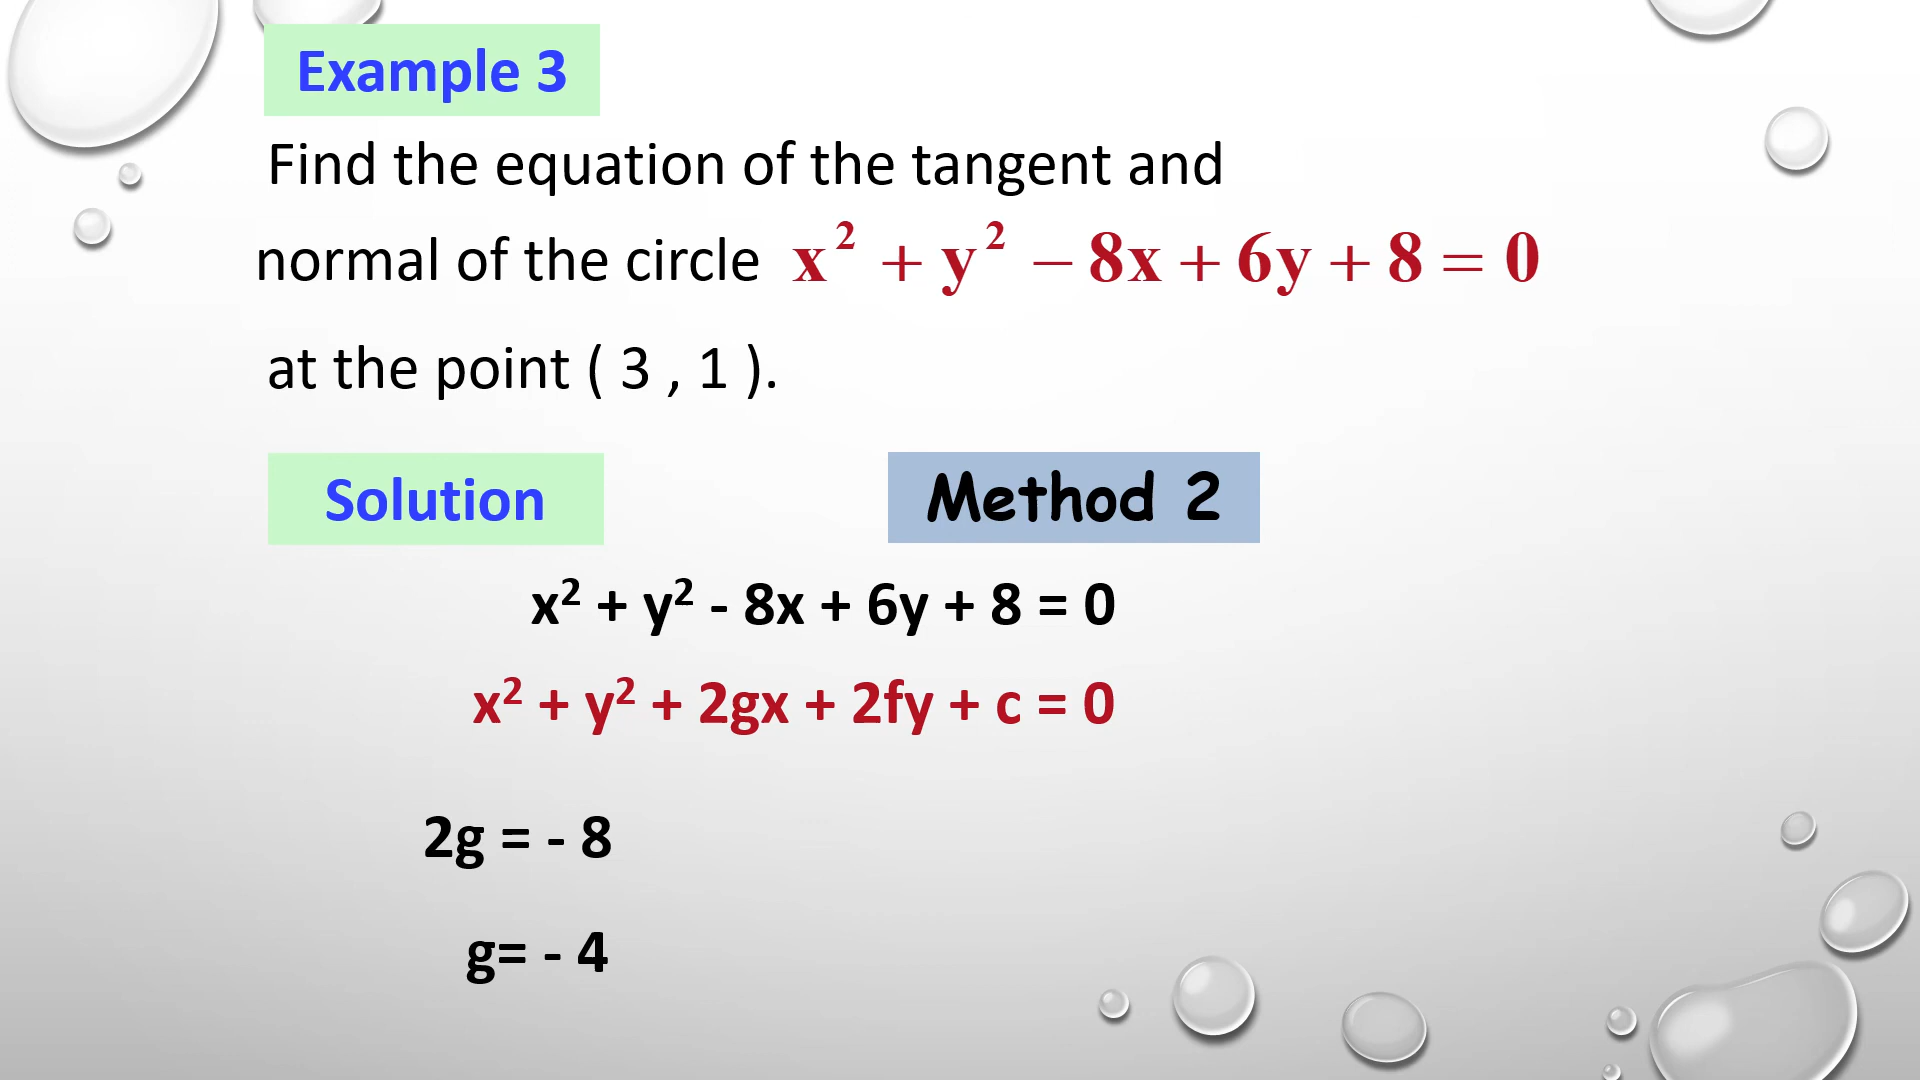 Example 3
Find the equation of the tangent and
normal of the circle x² + y² − 8x + 6y + 8 = 0
at the point ( 3 , 1 ).
Solution
Method 2
x² + y² - 8x + 6y + 8 = 0
x² + y² + 2gx + 2fy + c = 0
2g = - 8
g= - 4